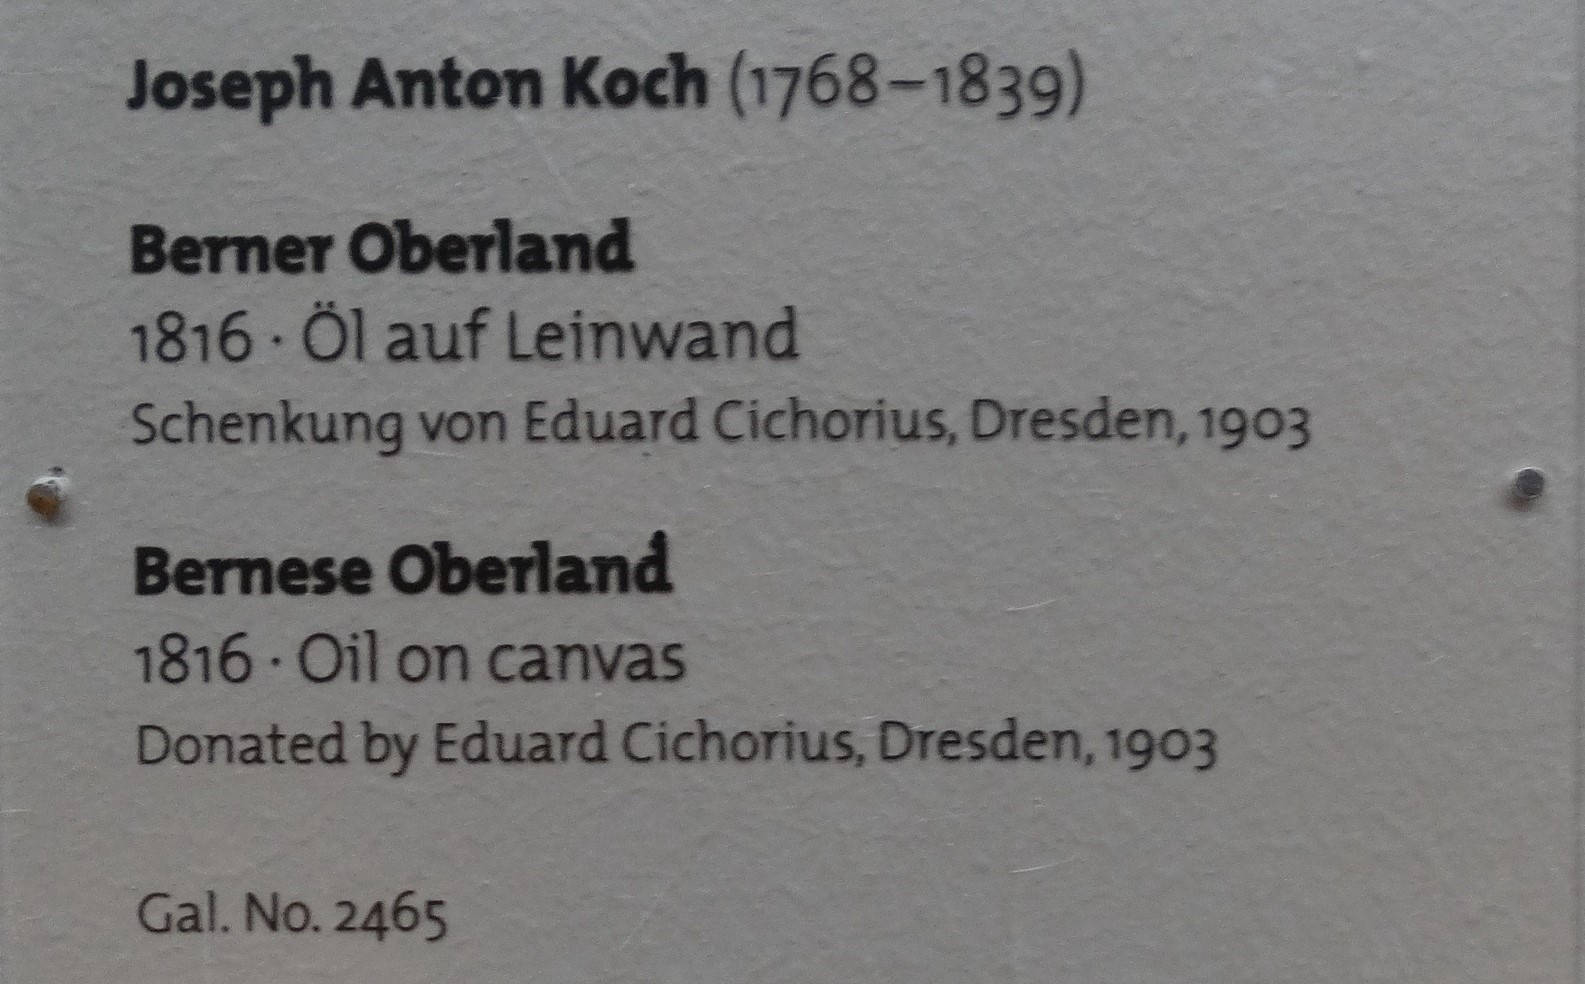 Joseph Anton Koch (1768–1839)
Berner Oberland
1816 · Öl auf Leinwand
Schenkung von Eduard Cichorius, Dresden, 1903
Bernese Oberland
1816 · Oil on canvas
Donated by Eduard Cichorius, Dresden, 1903
Gal. No. 2465